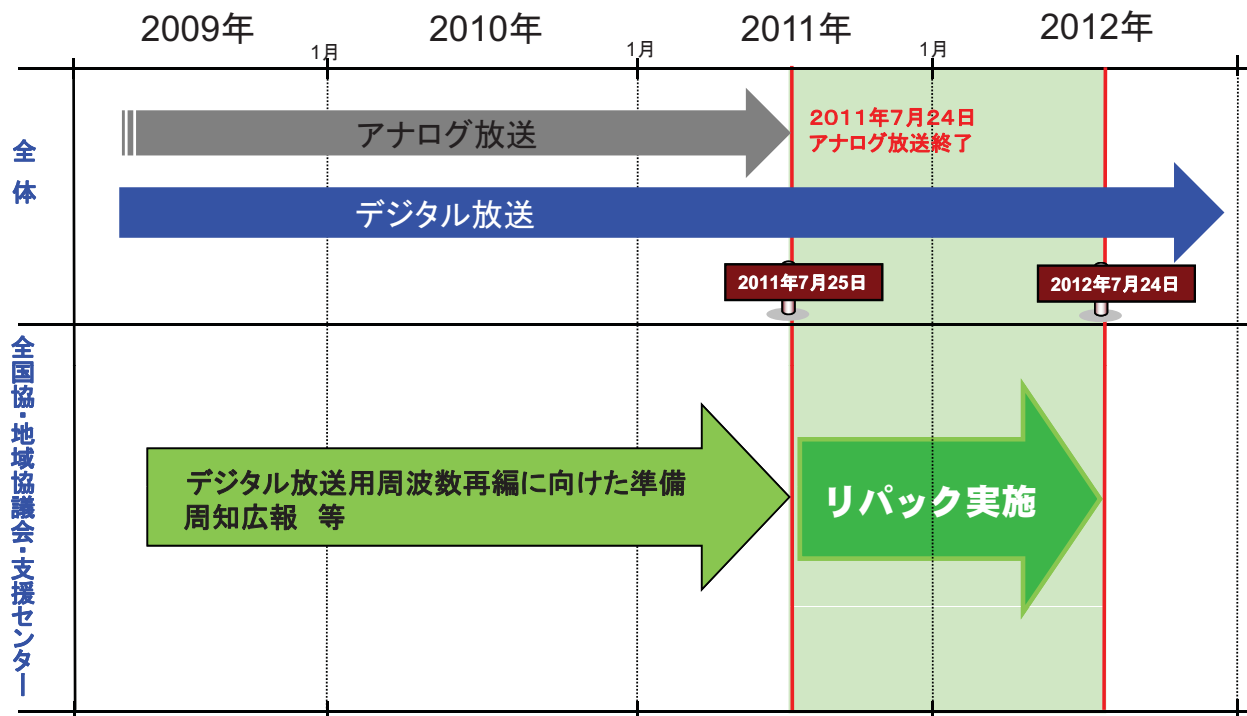 2009年
2010年
2011年
2012年
1月
1月
1月
全体
アナログ放送
2011年7月24日
アナログ放送終了
デジタル放送
2011年7月25日
2012年7月24日
全国協・地域協議会・支援センター
デジタル放送用周波数再編に向けた準備
周知広報 等
リパック実施